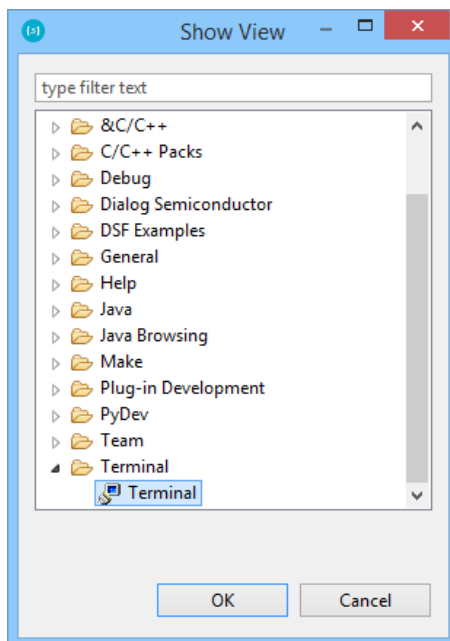 Show View
type filter text
&C/C++
C/C++ Packs
Debug
Dialog Semiconductor
DSF Examples
General
Help
Java
Java Browsing
Make
Plug-in Development
PyDev
Team
Terminal
Terminal
OK Cancel